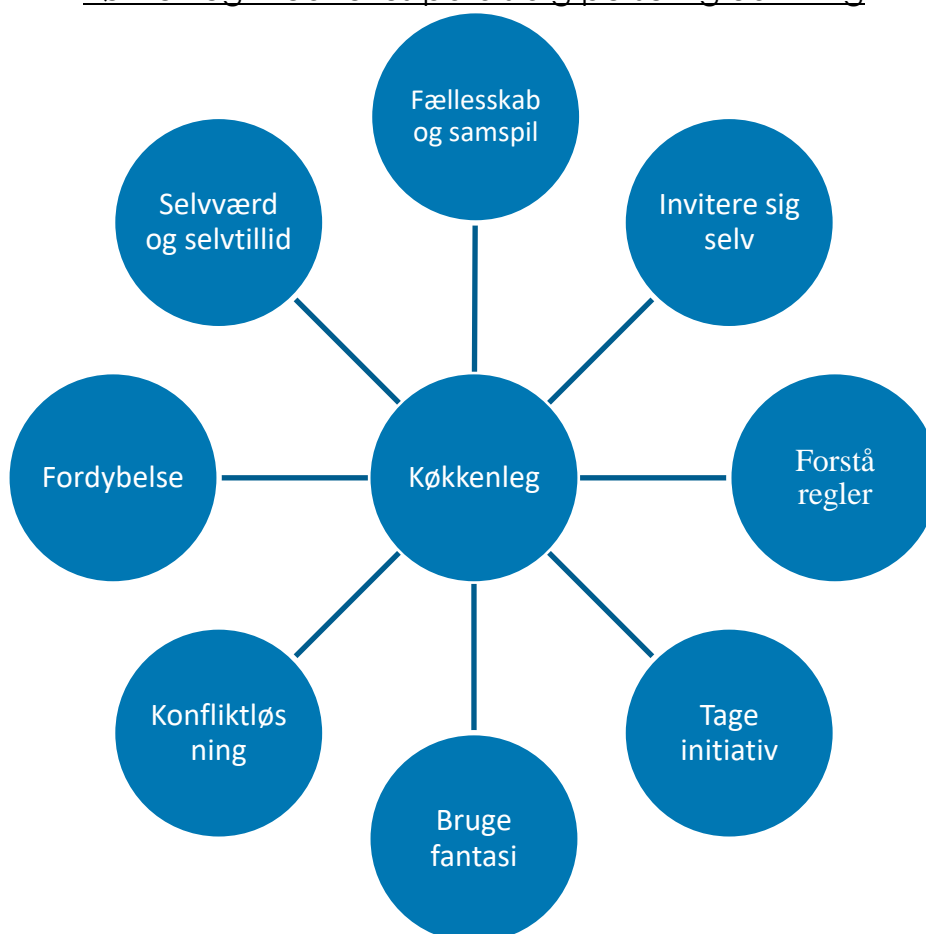 Fællesskab
og samspil
Selvværd
og selvtillid
Invitere sig
selv
Fordybelse
Køkkenleg
Forstå
regler
Konfliktløs
ning
Tage
initiativ
Bruge
fantasi